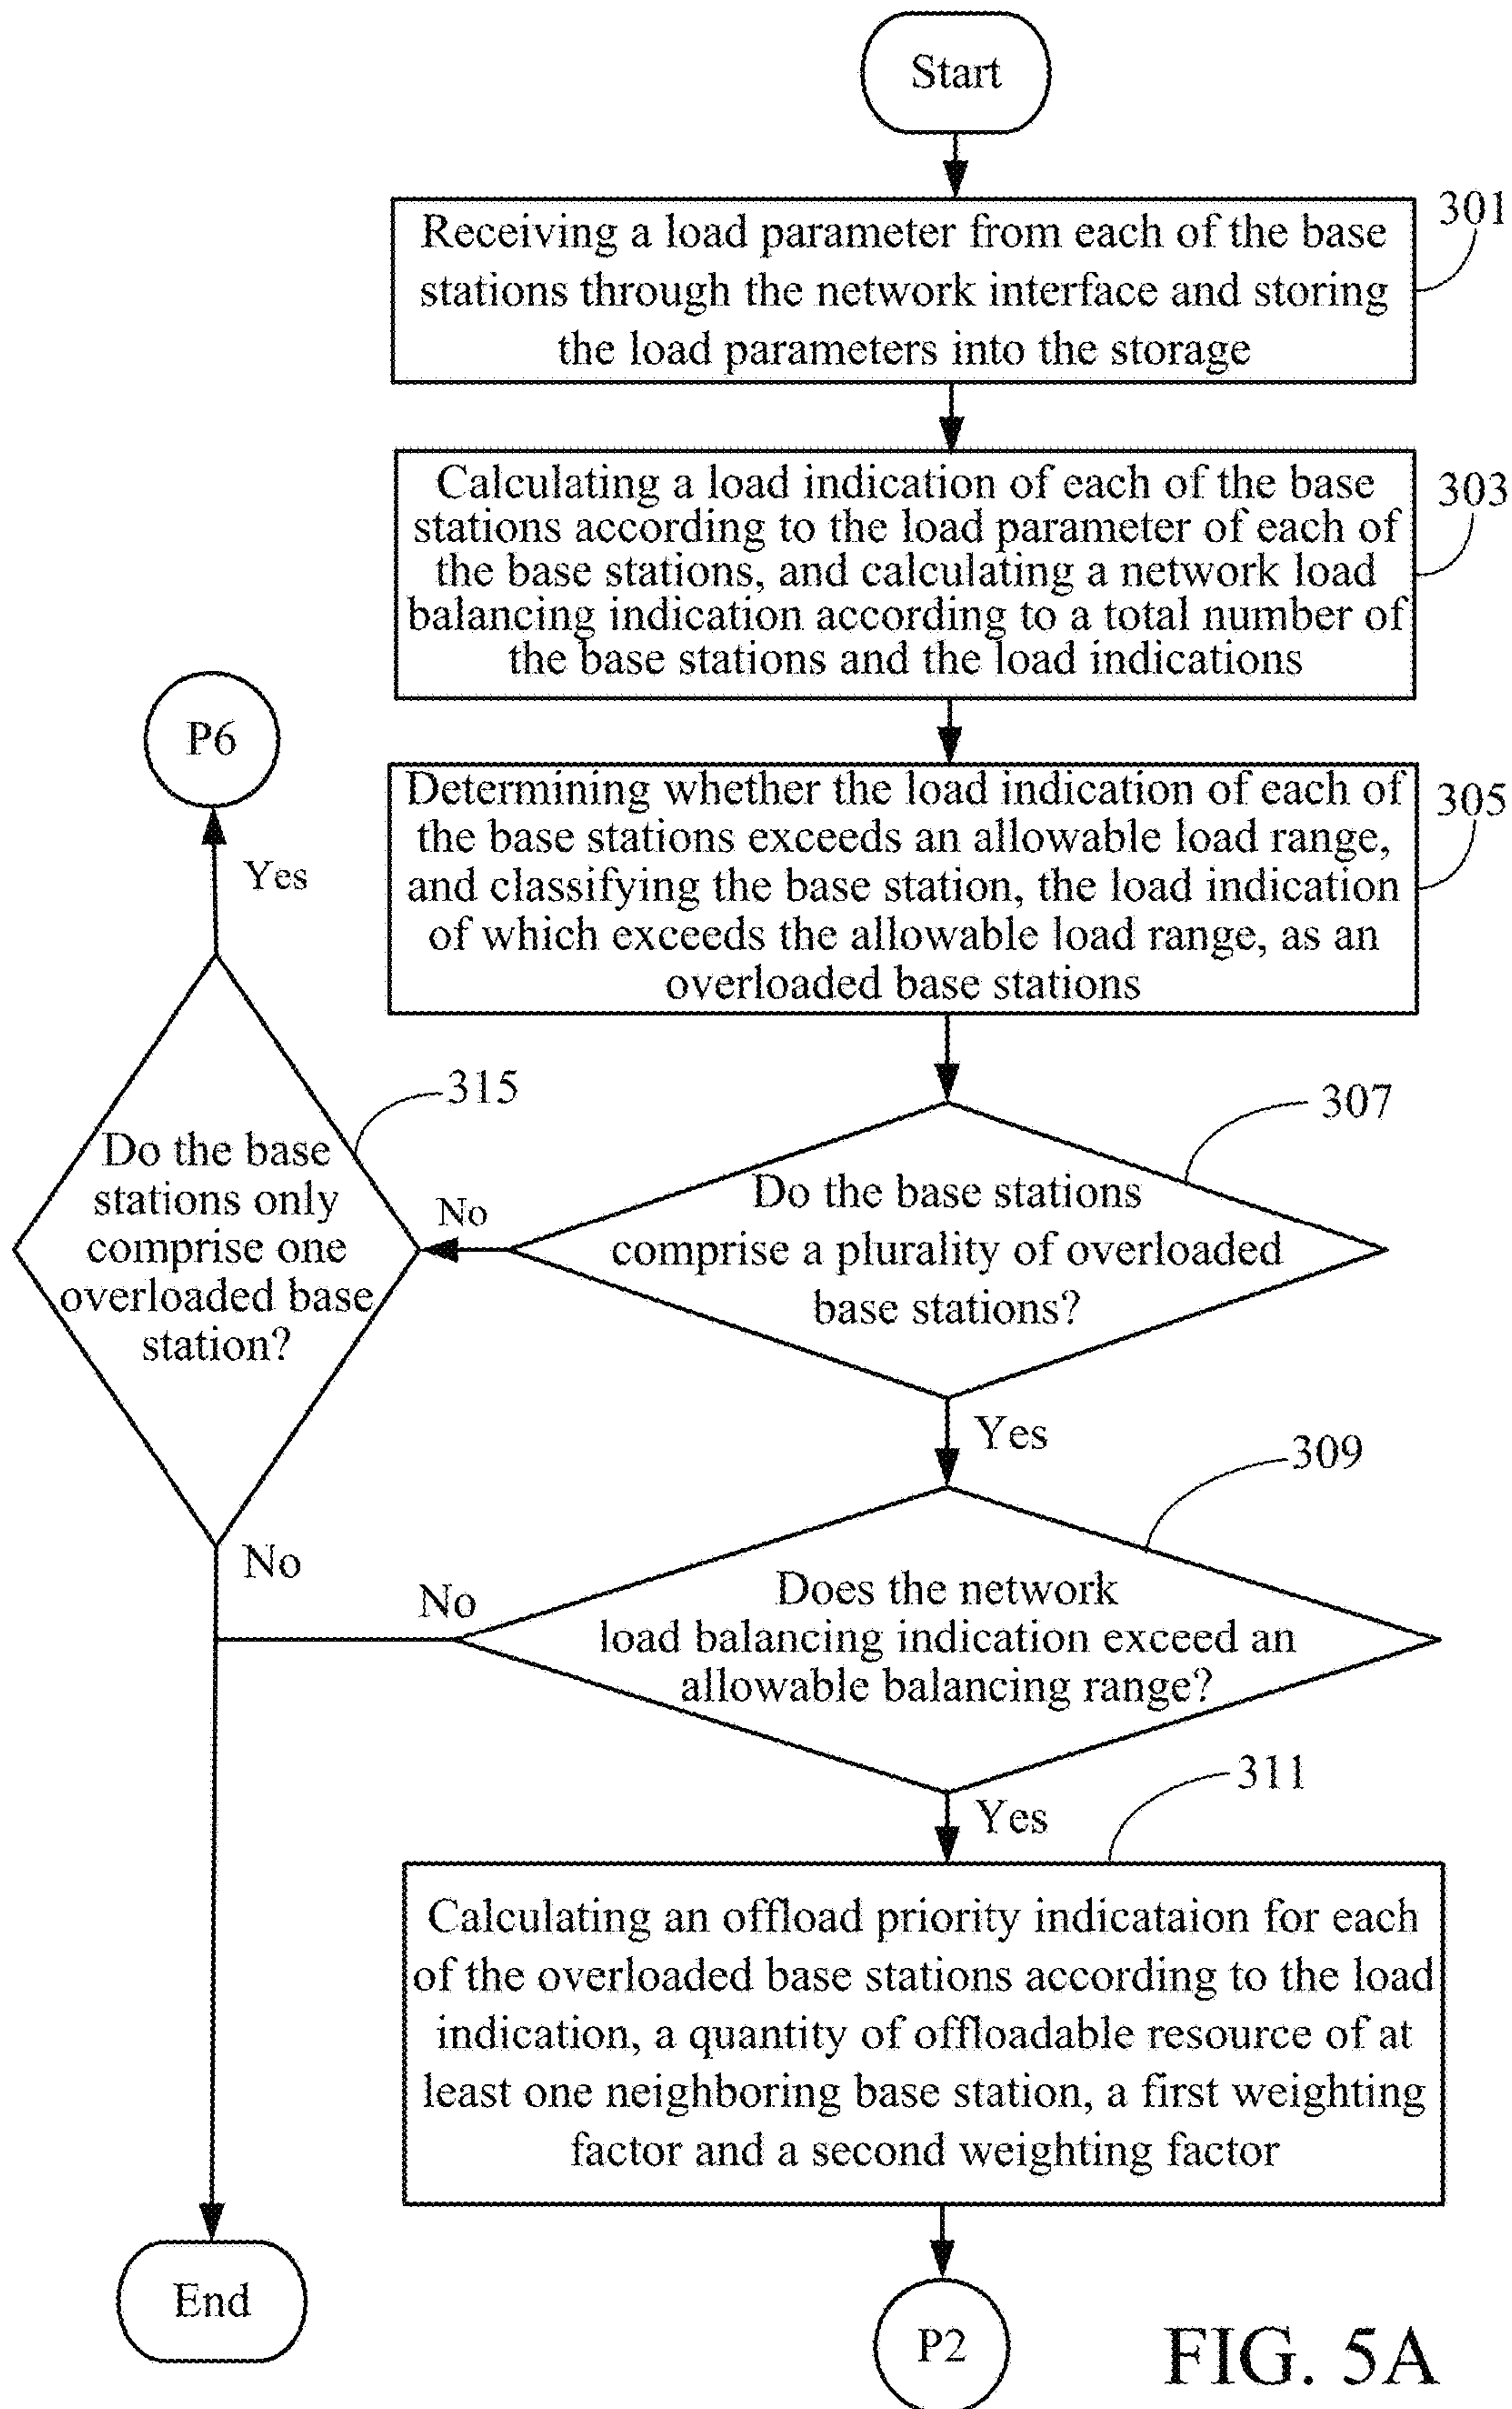 Start
Receiving a load parameter from each of the base
stations through the network interface and storing
the load parameters into the storage
301
Calculating a load indication of each of the base
stations according to the load parameter of each of
the base stations, and calculating a network load
balancing indication according to a total number of
the base stations and the load indications
303
P6
Yes
Determining whether the load indication of each of
the base stations exceeds an allowable load range,
and classifying the base station, the load indication
of which exceeds the allowable load range, as an
overloaded base stations
305
315
Do the base
stations only
comprise one
overloaded base
station?
No
307
Do the base stations
comprise a plurality of overloaded
base stations?
Yes
No
309
No
Does the network
load balancing indication exceed an
allowable balancing range?
Yes
311
Calculating an offload priority indicataion for each
of the overloaded base stations according to the load
indication, a quantity of offloadable resource of at
least one neighboring base station, a first weighting
factor and a second weighting factor
End
P2
FIG. 5A